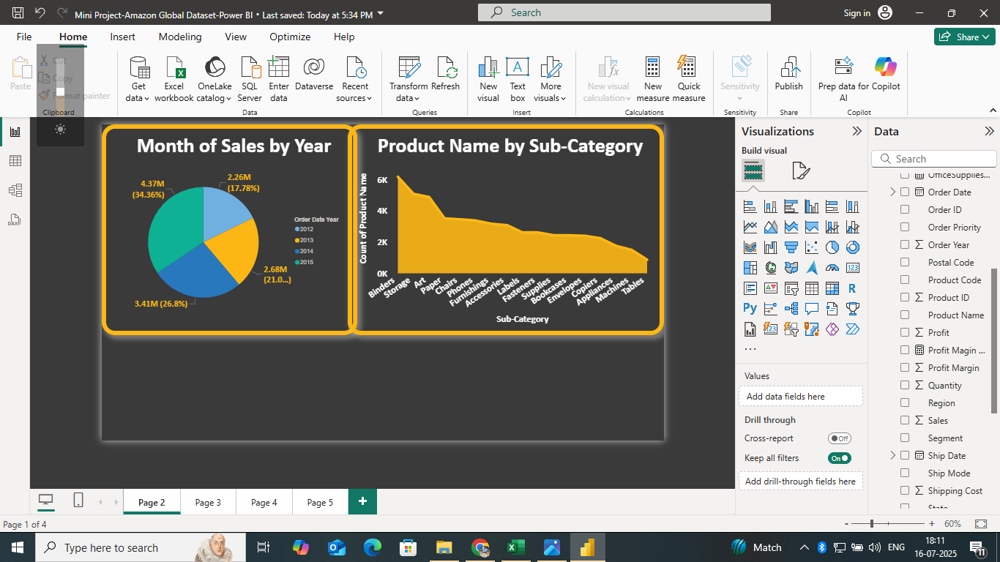 Mini Project-Amazon Global Dataset-Power BI • Last saved: Today at 5:34 PM
Search
Sign in
File Home Insert Modeling View Optimize Help
Share
Paste
Cut
Copy
Format painter
Clipboard
Get data
Excel workbook
OneLake catalog
SQL Server
Enter data
Dataverse
Recent sources
Data
Transform data
Refresh
Queries
New visual
Text box
More visuals
Insert
New visual calculation
New measure
Quick measure
Calculations
Sensitivity
Sensitivity
Publish
Share
Prep data for AI
Copilot
Copilot
DAX
Month of Sales by Year
2.26M (17.78%)
2.68M (21.0...)
3.41M (26.8%)
4.37M (34.36%)
Order Date Year
2012
2013
2014
2015
Product Name by Sub-Category
Count of Product Name
6K
4K
2K
0K
Binders
Storage
Art
Paper
Chairs
Phones
Furnishings
Accessories
Labels
Fasteners
Supplies
Bookcases
Envelopes
Copiers
Appliances
Machines
Tables
Sub-Category
Visualizations
Build visual
123
R
Py
123
...
Values
Add data fields here
Drill through
Cross-report
Off
Keep all filters
On
Add drill-through fields here
Data
Search
OfficeSupplies...
Order Date
Order ID
Order Priority
Order Year
Postal Code
Product Code
Product ID
Product Name
Profit
Profit Magin ...
Profit Margin
Quantity
Region
Sales
Segment
Ship Date
Ship Mode
Shipping Cost
State
Page 2
Page 3
Page 4
Page 5
+
Page 1 of 4
- + 60%
Type here to search
Match
ENG
18:11
16-07-2025
11